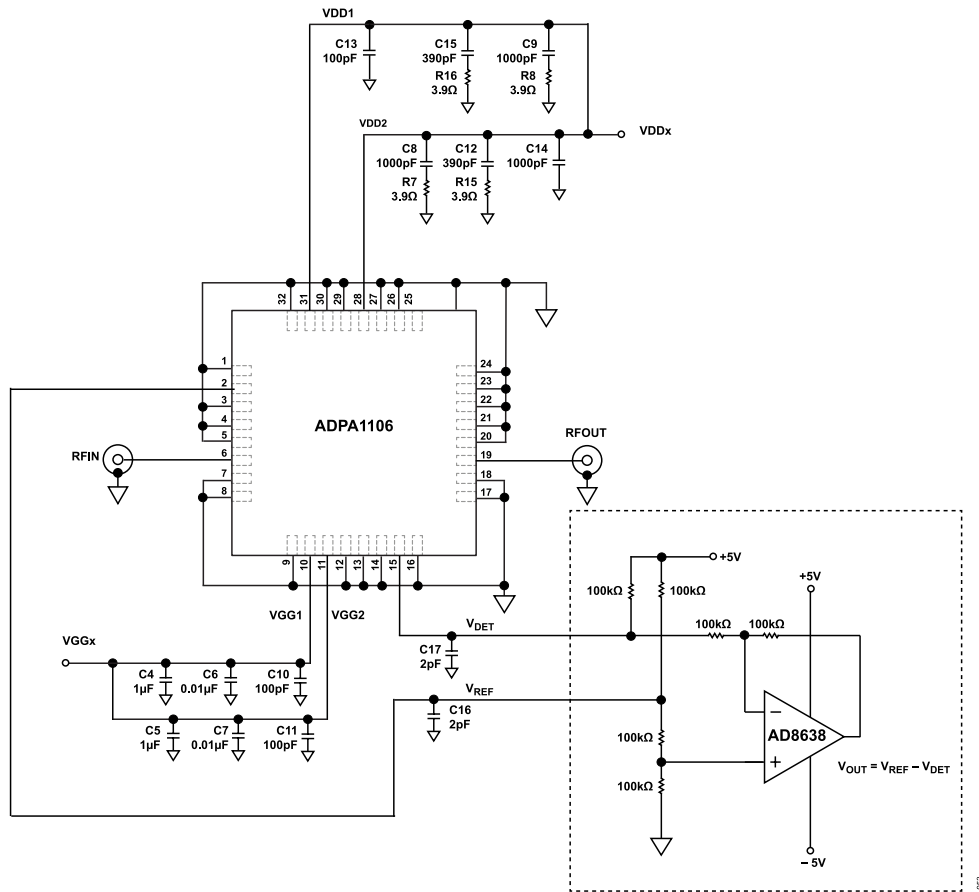 VDD1
C13
100pF
C15
390pF
R16
3.9Ω
C9
1000pF
R8
3.9Ω
VDD2
VDDx
C8
1000pF
R7
3.9Ω
C12
390pF
R15
3.9Ω
C14
1000pF
32
31
30
29
28
27
26
25
1
2
3
4
5
6
7
8
24
23
22
21
20
19
18
17
ADPA1106
RFIN
RFOUT
9
10
11
12
13
14
15
16
VGG1
VGG2
VGGx
C4
1µF
C6
0.01µF
C10
100pF
C5
1µF
C7
0.01µF
C11
100pF
VDET
C17
2pF
VREF
C16
2pF
+5V
100kΩ
100kΩ
+5V
100kΩ
100kΩ
–
AD8638
+
100kΩ
100kΩ
VOUT = VREF – VDET
–5V